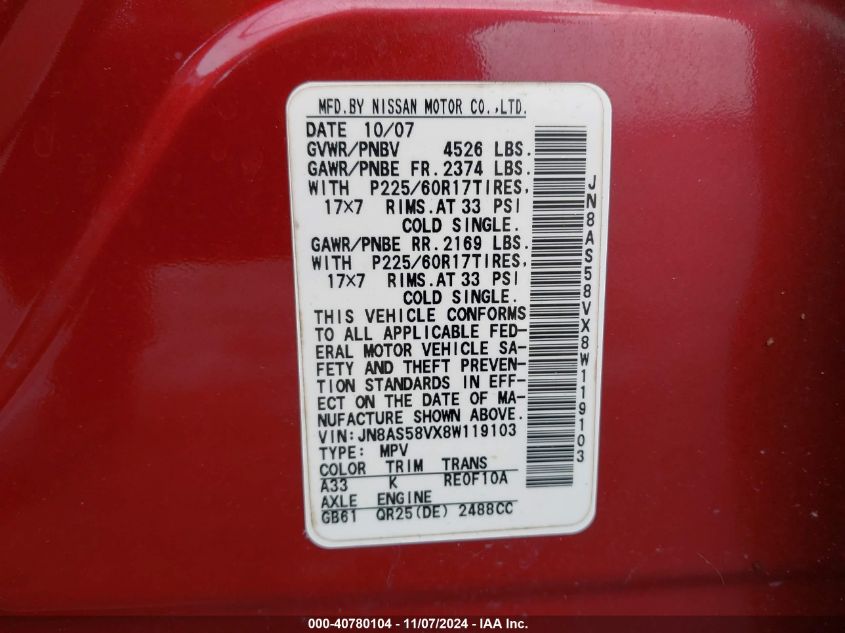 MFD.BY NISSAN MOTOR CO.,LTD.
DATE 10/07
GVWR/PNBV 4526 LBS.
GAWR/PNBE FR.2374 LBS.
WITH P225/60R17TIRES,
17×7 RIMS.AT 33 PSI
COLD SINGLE.
GAWR/PNBE RR.2169 LBS.
WITH P225/60R17TIRES,
17×7 RIMS.AT 33 PSI
COLD SINGLE.
THIS VEHICLE CONFORMS
TO ALL APPLICABLE FED-
ERAL MOTOR VEHICLE SA-
FETY AND THEFT PREVEN-
TION STANDARDS IN EFF-
ECT ON THE DATE OF MA-
NUFACTURE SHOWN ABOVE.
VIN:JN8AS58VX8W119103
TYPE: MPV
COLOR TRIM TRANS
A33 K RE0F10A
AXLE ENGINE
GB61 QR25(DE) 2488CC
JN8AS58VX8W119103
000-40780104 - 11/07/2024 - IAA Inc.